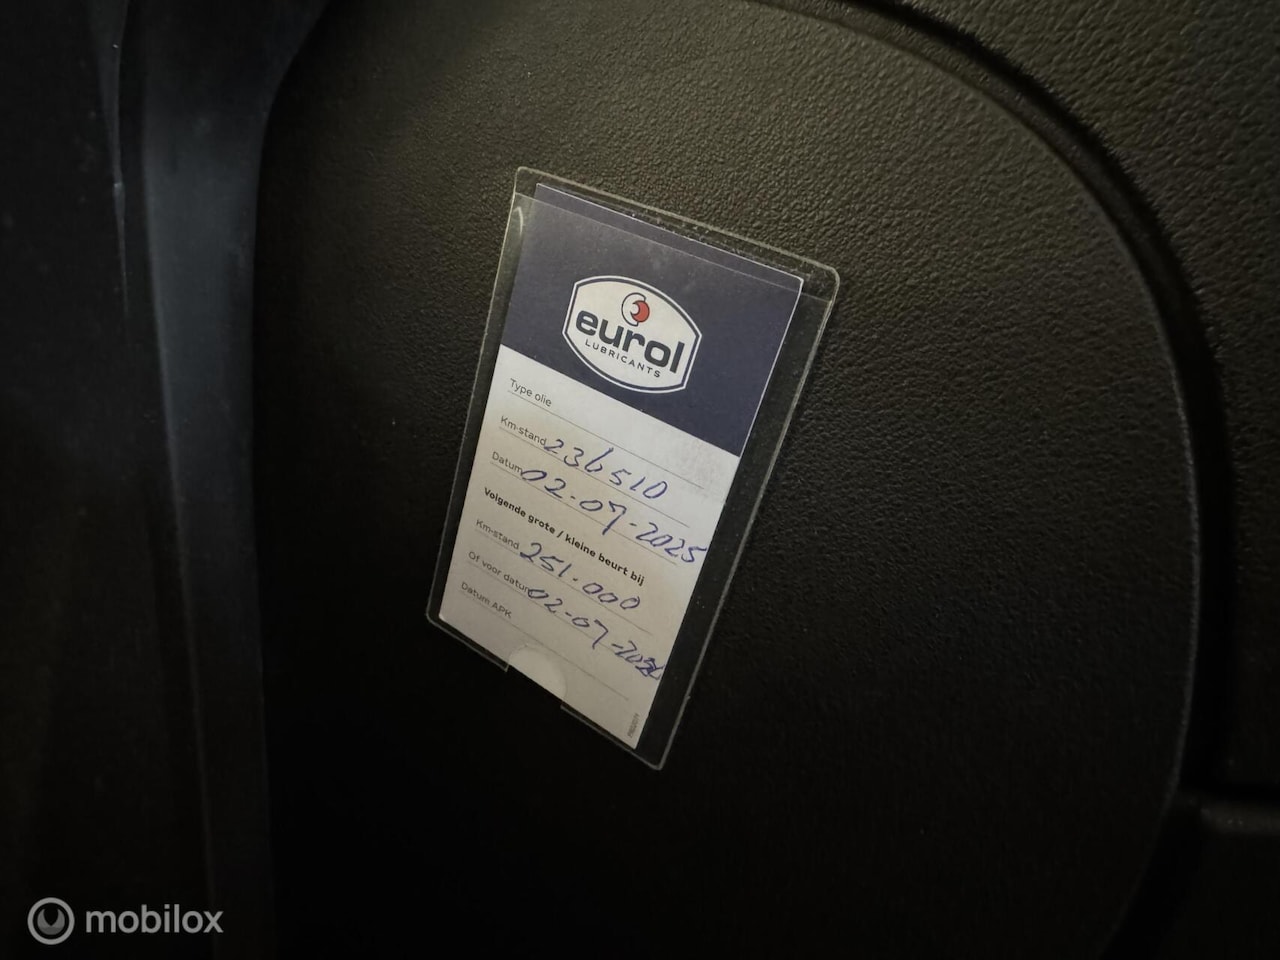 eurol
LUBRICANTS
Type olie
Km-stand 236510
Datum 02-07-2025
Volgende grote / kleine beurt bij
Km-stand 251.000
Of voor datum 02-07-2026
Datum APK
mobilox